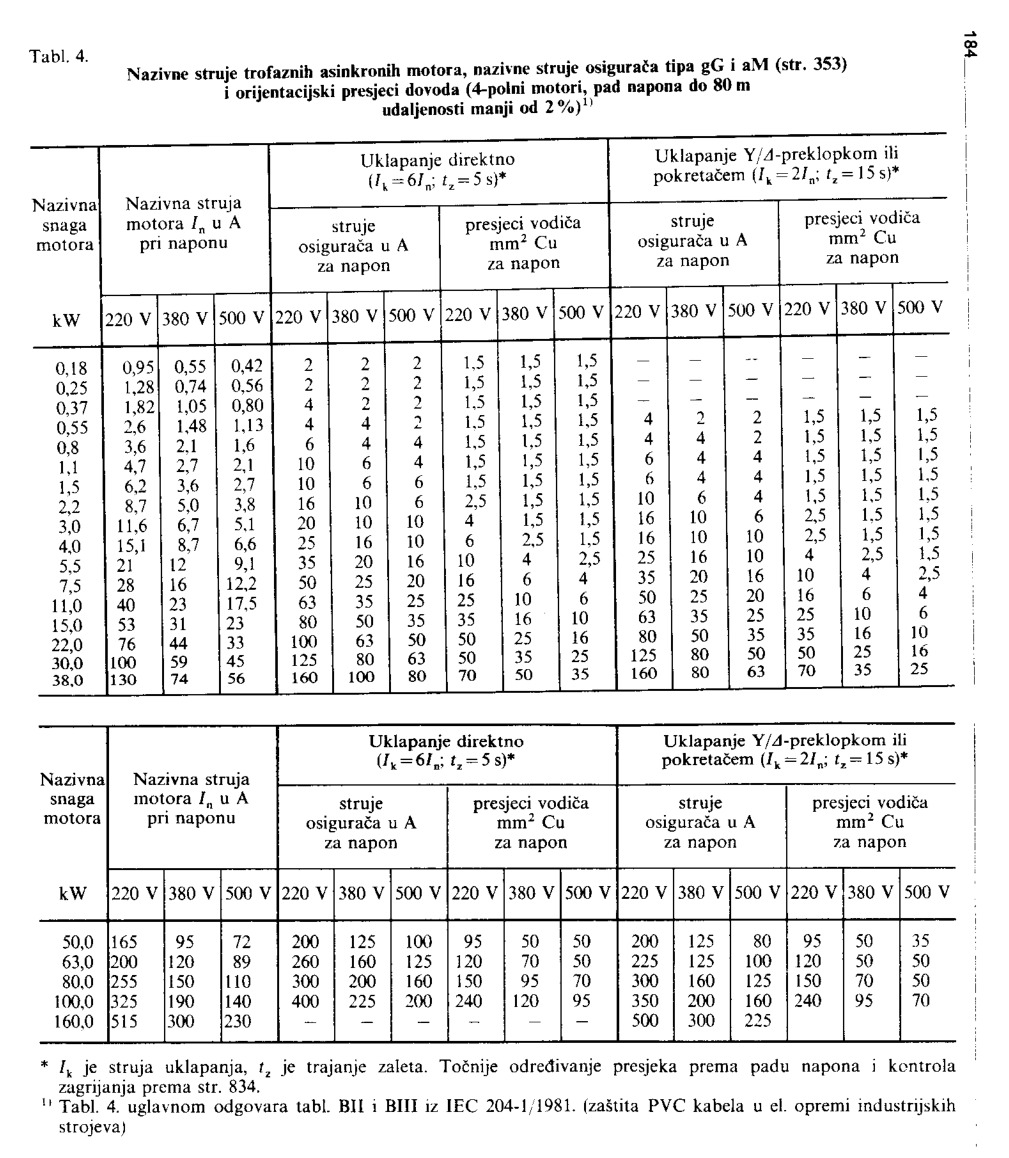 184
Tabl. 4.
Nazivne struje trofaznih asinkronih motora, nazivne struje osigurača tipa gG i aM (str. 353)
i orijentacijski presjeci dovoda (4-polni motori, pad napona do 80 m
udaljenosti manji od 2 %)¹⁾
Nazivna snaga motora | Nazivna struja motora Iₙ u A pri naponu | Uklapanje direktno (Iₖ = 6Iₙ; t_z = 5 s)* | Uklapanje Y/Δ-preklopkom ili pokretačem (Iₖ = 2Iₙ; t_z = 15 s)*
struje osigurača u A za napon | presjeci vodiča mm² Cu za napon | struje osigurača u A za napon | presjeci vodiča mm² Cu za napon
kW | 220 V | 380 V | 500 V | 220 V | 380 V | 500 V | 220 V | 380 V | 500 V | 220 V | 380 V | 500 V | 220 V | 380 V | 500 V
0,18 | 0,95 | 0,55 | 0,42 | 2 | 2 | 2 | 1,5 | 1,5 | 1,5 | — | — | -- | — | — | —
0,25 | 1,28 | 0,74 | 0,56 | 2 | 2 | 2 | 1,5 | 1,5 | 1,5 | — | — | — | — | — | —
0,37 | 1,82 | 1,05 | 0,80 | 4 | 2 | 2 | 1,5 | 1,5 | 1,5 | — | — | — | — | — | —
0,55 | 2,6 | 1,48 | 1,13 | 4 | 4 | 2 | 1,5 | 1,5 | 1,5 | 4 | 2 | 2 | 1,5 | 1,5 | 1,5
0,8 | 3,6 | 2,1 | 1,6 | 6 | 4 | 4 | 1,5 | 1,5 | 1,5 | 4 | 4 | 2 | 1,5 | 1,5 | 1,5
1,1 | 4,7 | 2,7 | 2,1 | 10 | 6 | 4 | 1,5 | 1,5 | 1,5 | 6 | 4 | 4 | 1,5 | 1,5 | 1,5
1,5 | 6,2 | 3,6 | 2,7 | 10 | 6 | 6 | 1,5 | 1,5 | 1,5 | 6 | 4 | 4 | 1,5 | 1,5 | 1,5
2,2 | 8,7 | 5,0 | 3,8 | 16 | 10 | 6 | 2,5 | 1,5 | 1,5 | 10 | 6 | 4 | 1,5 | 1,5 | 1,5
3,0 | 11,6 | 6,7 | 5,1 | 20 | 10 | 10 | 4 | 1,5 | 1,5 | 16 | 10 | 6 | 2,5 | 1,5 | 1,5
4,0 | 15,1 | 8,7 | 6,6 | 25 | 16 | 10 | 6 | 2,5 | 1,5 | 16 | 10 | 10 | 2,5 | 1,5 | 1,5
5,5 | 21 | 12 | 9,1 | 35 | 20 | 16 | 10 | 4 | 2,5 | 25 | 16 | 10 | 4 | 2,5 | 1,5
7,5 | 28 | 16 | 12,2 | 50 | 25 | 20 | 16 | 6 | 4 | 35 | 20 | 16 | 10 | 4 | 2,5
11,0 | 40 | 23 | 17,5 | 63 | 35 | 25 | 25 | 10 | 6 | 50 | 25 | 20 | 16 | 6 | 4
15,0 | 53 | 31 | 23 | 80 | 50 | 35 | 35 | 16 | 10 | 63 | 35 | 25 | 25 | 10 | 6
22,0 | 76 | 44 | 33 | 100 | 63 | 50 | 50 | 25 | 16 | 80 | 50 | 35 | 35 | 16 | 10
30,0 | 100 | 59 | 45 | 125 | 80 | 63 | 50 | 35 | 25 | 125 | 80 | 50 | 50 | 25 | 16
38,0 | 130 | 74 | 56 | 160 | 100 | 80 | 70 | 50 | 35 | 160 | 80 | 63 | 70 | 35 | 25
Nazivna snaga motora | Nazivna struja motora Iₙ u A pri naponu | Uklapanje direktno (Iₖ = 6Iₙ; t_z = 5 s)* | Uklapanje Y/Δ-preklopkom ili pokretačem (Iₖ = 2Iₙ; t_z = 15 s)*
struje osigurača u A za napon | presjeci vodiča mm² Cu za napon | struje osigurača u A za napon | presjeci vodiča mm² Cu za napon
kW | 220 V | 380 V | 500 V | 220 V | 380 V | 500 V | 220 V | 380 V | 500 V | 220 V | 380 V | 500 V | 220 V | 380 V | 500 V
50,0 | 165 | 95 | 72 | 200 | 125 | 100 | 95 | 50 | 50 | 200 | 125 | 80 | 95 | 50 | 35
63,0 | 200 | 120 | 89 | 260 | 160 | 125 | 120 | 70 | 50 | 225 | 125 | 100 | 120 | 50 | 50
80,0 | 255 | 150 | 110 | 300 | 200 | 160 | 150 | 95 | 70 | 300 | 160 | 125 | 150 | 70 | 50
100,0 | 325 | 190 | 140 | 400 | 225 | 200 | 240 | 120 | 95 | 350 | 200 | 160 | 240 | 95 | 70
160,0 | 515 | 300 | 230 | — | — | — | — | — | — | 500 | 300 | 225
* Iₖ je struja uklapanja, t_z je trajanje zaleta. Točnije određivanje presjeka prema padu napona i kontrola
zagrijanja prema str. 834.
¹⁾ Tabl. 4. uglavnom odgovara tabl. BII i BIII iz IEC 204-1/1981. (zaštita PVC kabela u el. opremi industrijskih
strojeva)